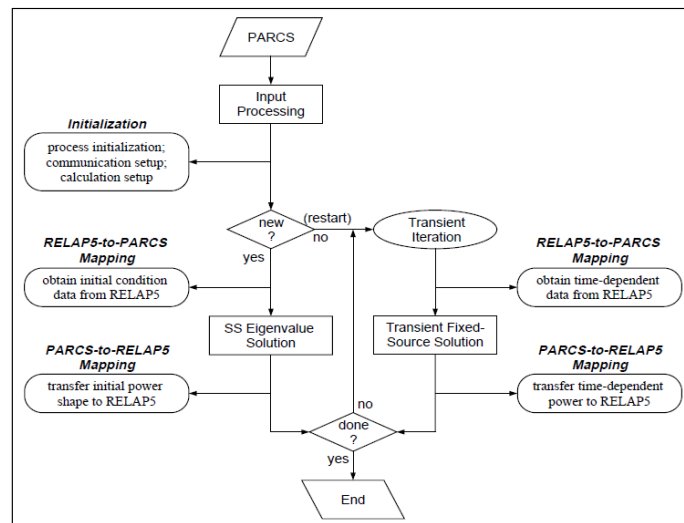 PARCS
Input
Processing
Initialization
process initialization;
communication setup;
calculation setup
new
?
(restart)
no
yes
Transient
Iteration
RELAP5-to-PARCS
Mapping
obtain initial condition
data from RELAP5
RELAP5-to-PARCS
Mapping
obtain time-dependent
data from RELAP5
SS Eigenvalue
Solution
Transient Fixed-
Source Solution
PARCS-to-RELAP5
Mapping
transfer initial power
shape to RELAP5
PARCS-to-RELAP5
Mapping
transfer time-dependent
power to RELAP5
no
done
?
yes
End